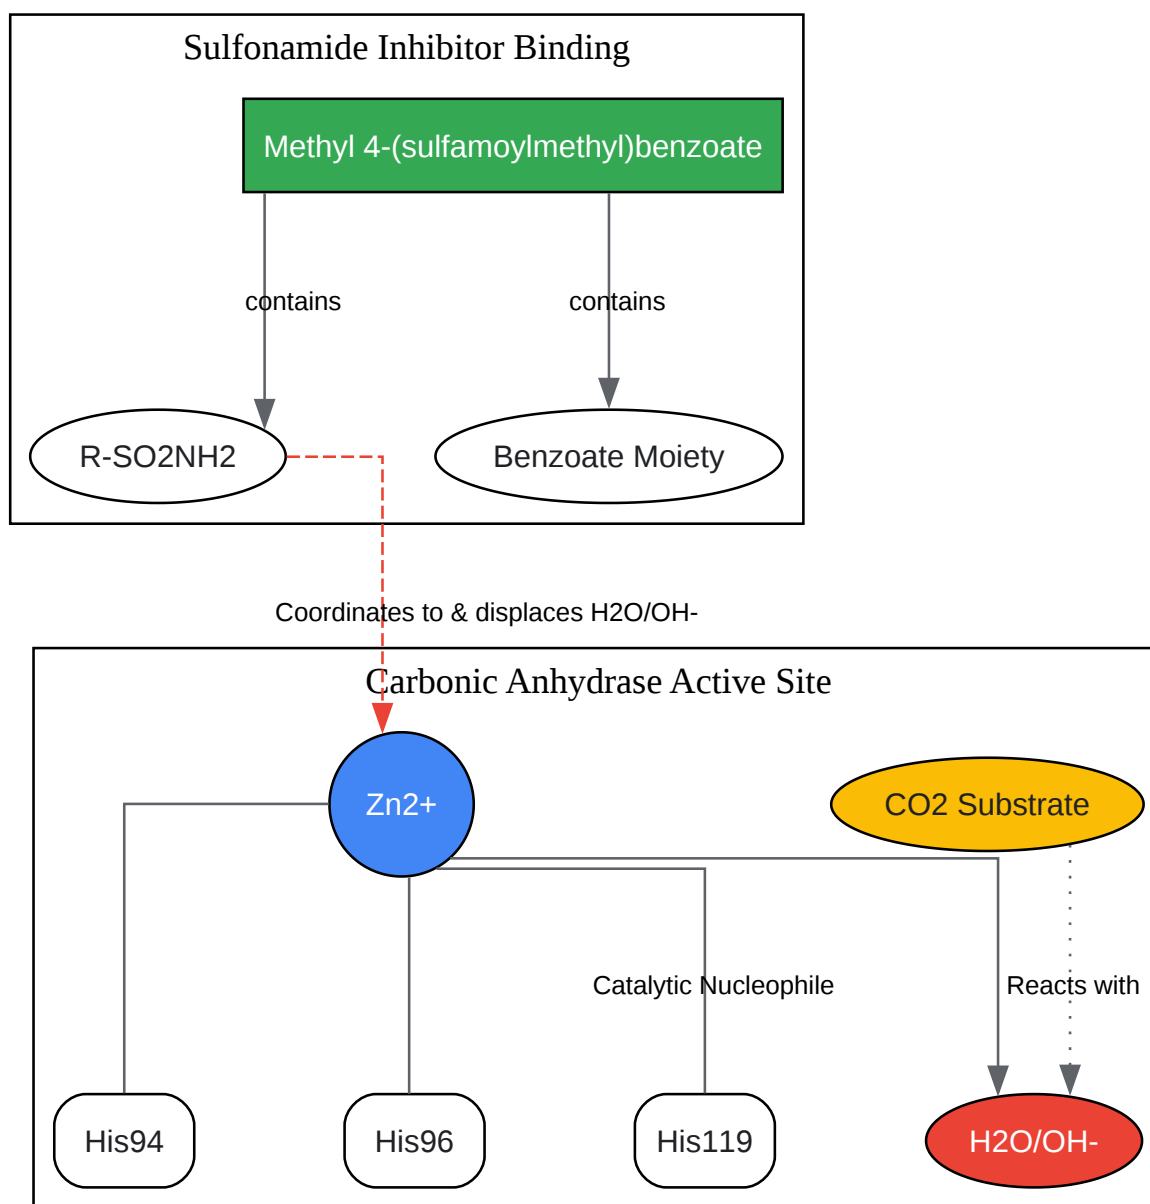 Sulfonamide Inhibitor Binding
Methyl 4-(sulfamoylmethyl)benzoate
contains
contains
R-SO2NH2
Benzoate Moiety
Coordinates to & displaces H2O/OH-
Carbonic Anhydrase Active Site
Zn2+
CO2 Substrate
Catalytic Nucleophile
Reacts with
His94
His96
His119
H2O/OH-